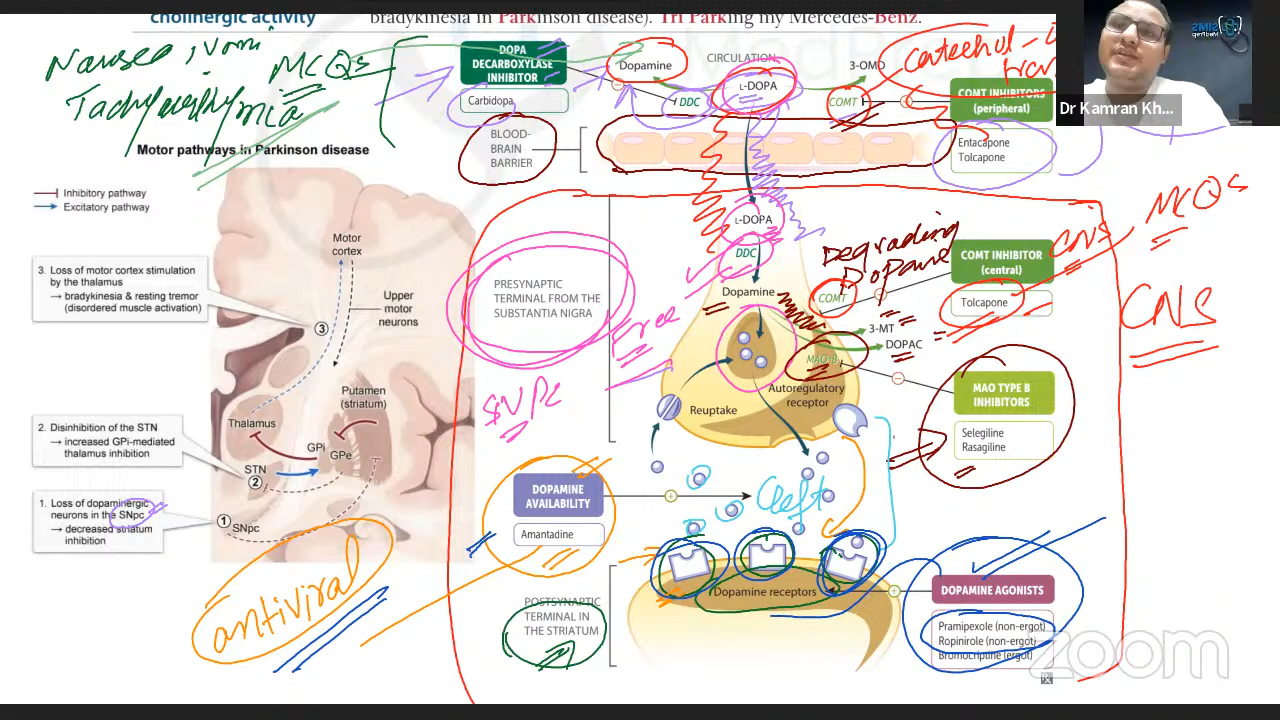 cholinergic activity
bradykinesia in Parkinson disease). Tri Parking my Mercedes-Benz.
Nausea, vomi
MCQs
DOPA
DECARBOXYLASE
INHIBITOR
Carbidopa
Dopamine
CIRCULATION
L-DOPA
DDC
3-OMD
COMT
COMT INHIBITORS
(peripheral)
Entacapone
Tolcapone
Dr Kamran Kh...
BLOOD-
BRAIN
BARRIER
Motor pathways in Parkinson disease
Inhibitory pathway
Excitatory pathway
Motor
cortex
3. Loss of motor cortex stimulation
by the thalamus
→ bradykinesia & resting tremor
(disordered muscle activation)
3
Upper
motor
neurons
Putamen
(striatum)
Thalamus
GPi
GPe
STN
2
2. Disinhibition of the STN
→ increased GPi-mediated
thalamus inhibition
1. Loss of dopaminergic
neurons in the SNpc
→ decreased striatum
inhibition
1
SNpc
antiviral
PRESYNAPTIC
TERMINAL FROM THE
SUBSTANTIA NIGRA
SNPc
Free
L-DOPA
DDC
Dopamine
Degrading
Dopamine
COMT
COMT INHIBITOR
(central)
Tolcapone
CNS
MCQs
CNS
3-MT
DOPAC
MAO-B
MAO TYPE B
INHIBITORS
Selegiline
Rasagiline
Autoregulatory
receptor
Reuptake
DOPAMINE
AVAILABILITY
Amantadine
Cleft
Dopamine receptors
POSTSYNAPTIC
TERMINAL IN
THE STRIATUM
DOPAMINE AGONISTS
Pramipexole (non-ergot)
Ropinirole (non-ergot)
Bromocriptine (ergot)
zoom